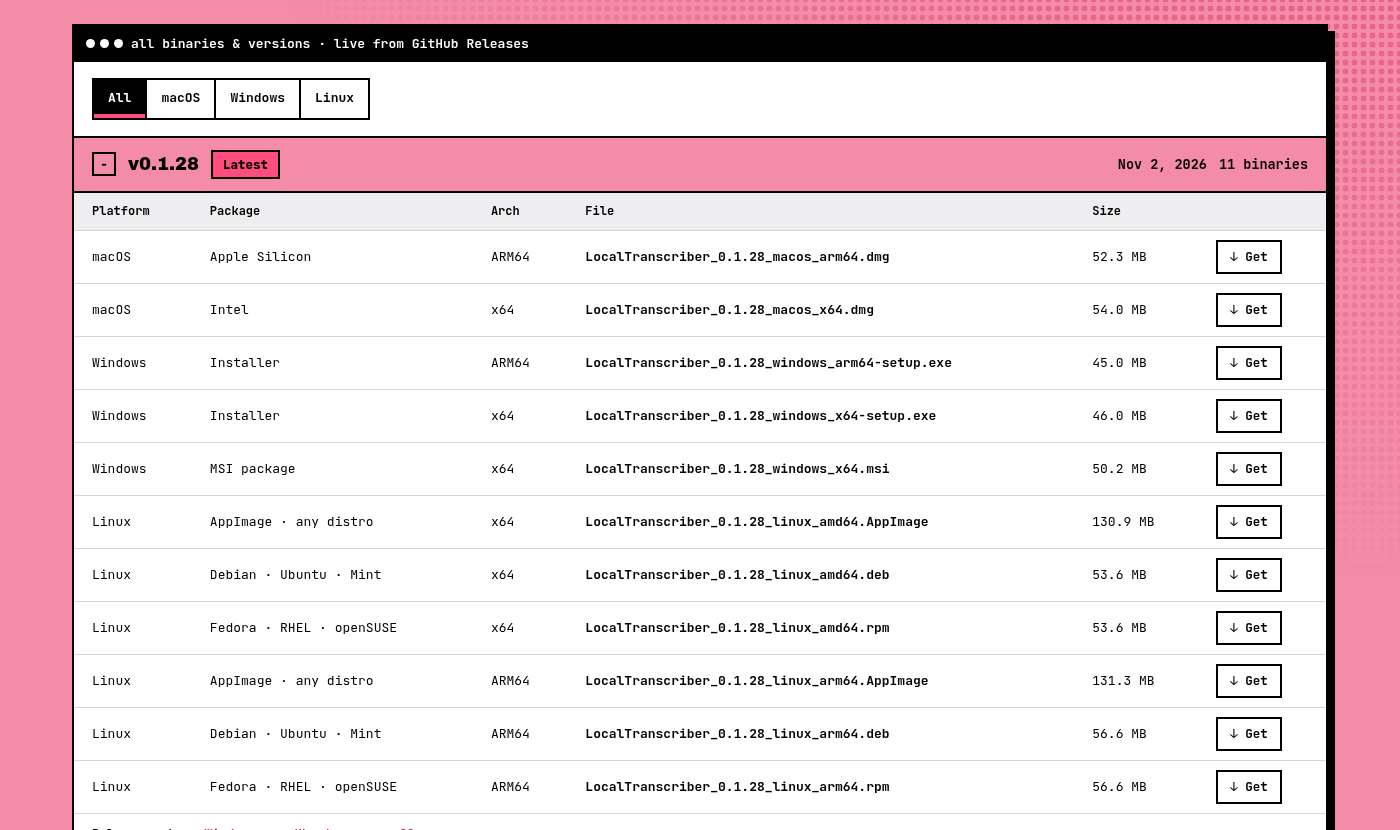 all binaries & versions · live from GitHub Releases
All macOS Windows Linux
- v0.1.28 Latest Nov 2, 2026 11 binaries
Platform Package Arch File Size
macOS Apple Silicon ARM64 LocalTranscriber_0.1.28_macos_arm64.dmg 52.3 MB ↓ Get
macOS Intel x64 LocalTranscriber_0.1.28_macos_x64.dmg 54.0 MB ↓ Get
Windows Installer ARM64 LocalTranscriber_0.1.28_windows_arm64-setup.exe 45.0 MB ↓ Get
Windows Installer x64 LocalTranscriber_0.1.28_windows_x64-setup.exe 46.0 MB ↓ Get
Windows MSI package x64 LocalTranscriber_0.1.28_windows_x64.msi 50.2 MB ↓ Get
Linux AppImage · any distro x64 LocalTranscriber_0.1.28_linux_amd64.AppImage 130.9 MB ↓ Get
Linux Debian · Ubuntu · Mint x64 LocalTranscriber_0.1.28_linux_amd64.deb 53.6 MB ↓ Get
Linux Fedora · RHEL · openSUSE x64 LocalTranscriber_0.1.28_linux_amd64.rpm 53.6 MB ↓ Get
Linux AppImage · any distro ARM64 LocalTranscriber_0.1.28_linux_arm64.AppImage 131.3 MB ↓ Get
Linux Debian · Ubuntu · Mint ARM64 LocalTranscriber_0.1.28_linux_arm64.deb 56.6 MB ↓ Get
Linux Fedora · RHEL · openSUSE ARM64 LocalTranscriber_0.1.28_linux_arm64.rpm 56.6 MB ↓ Get